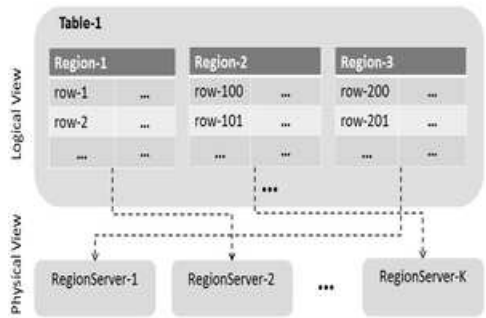 Table-1
Logical View
Region-1
row-1 ...
row-2 ...
... ...
Region-2
row-100 ...
row-101 ...
... ...
Region-3
row-200 ...
row-201 ...
... ...
...
Physical View
RegionServer-1
RegionServer-2
...
RegionServer-K